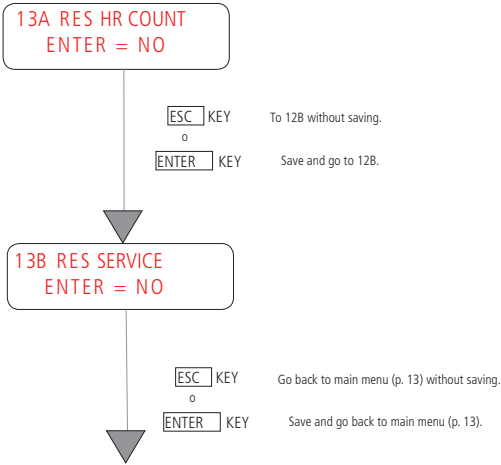 13A RES HR COUNT
ENTER = NO
ESC KEY To 12B without saving.
o
ENTER KEY Save and go to 12B.
13B RES SERVICE
ENTER = NO
ESC KEY Go back to main menu (p. 13) without saving.
o
ENTER KEY Save and go back to main menu (p. 13).